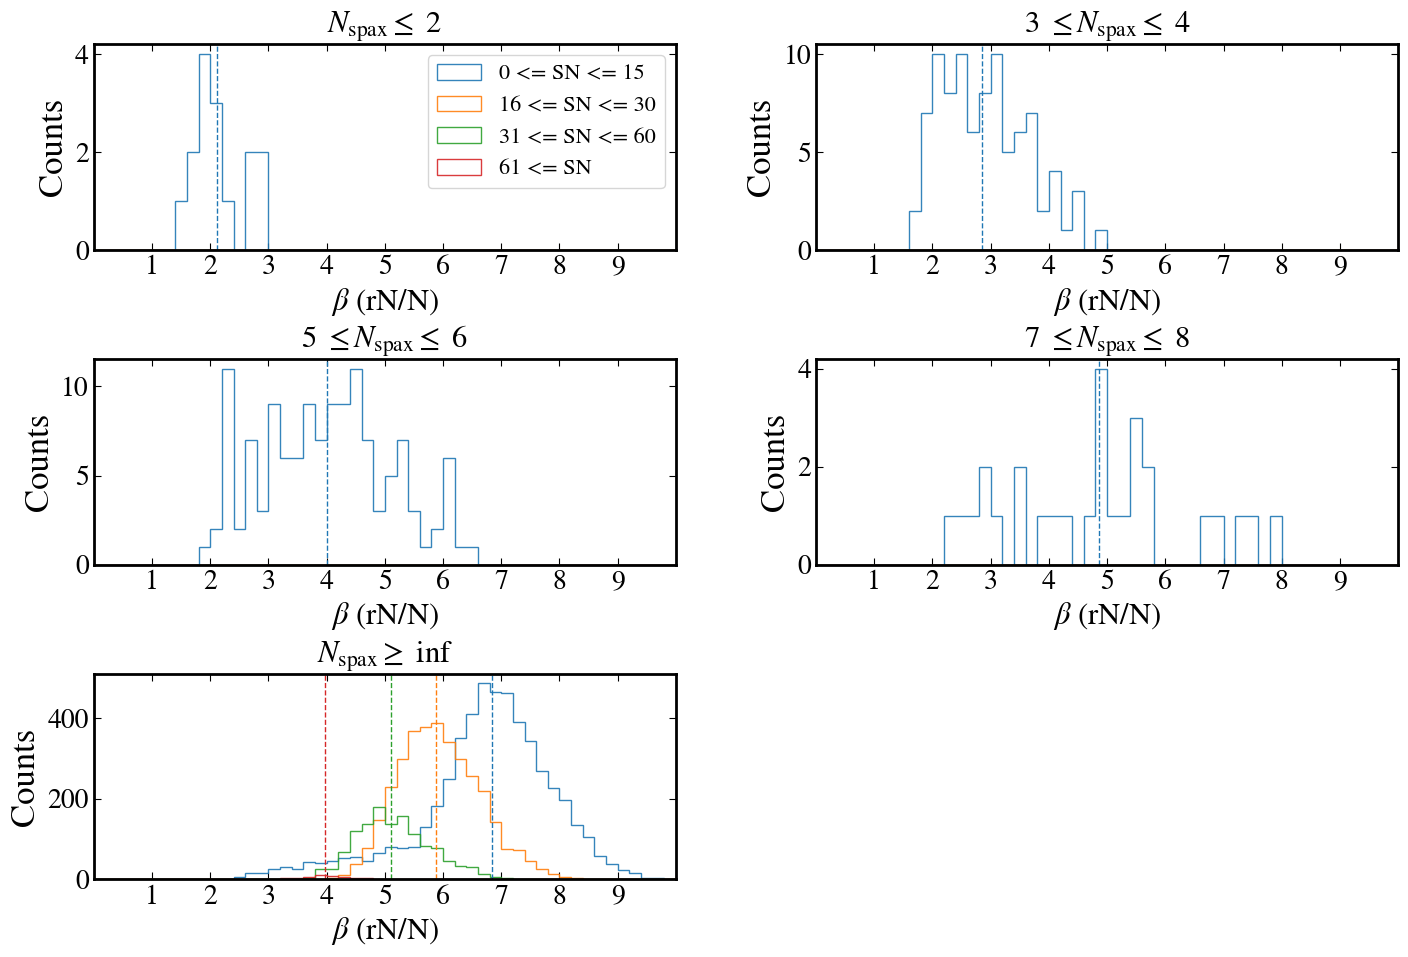 N_spax ≤ 2
Counts
4
2
0
0 <= SN <= 15
16 <= SN <= 30
31 <= SN <= 60
61 <= SN
1 2 3 4 5 6 7 8 9
β (rN/N)
3 ≤N_spax≤ 4
Counts
10
5
0
1 2 3 4 5 6 7 8 9
β (rN/N)
5 ≤N_spax≤ 6
Counts
10
5
0
1 2 3 4 5 6 7 8 9
β (rN/N)
7 ≤N_spax≤ 8
Counts
4
2
0
1 2 3 4 5 6 7 8 9
β (rN/N)
N_spax ≥ inf
Counts
400
200
0
1 2 3 4 5 6 7 8 9
β (rN/N)